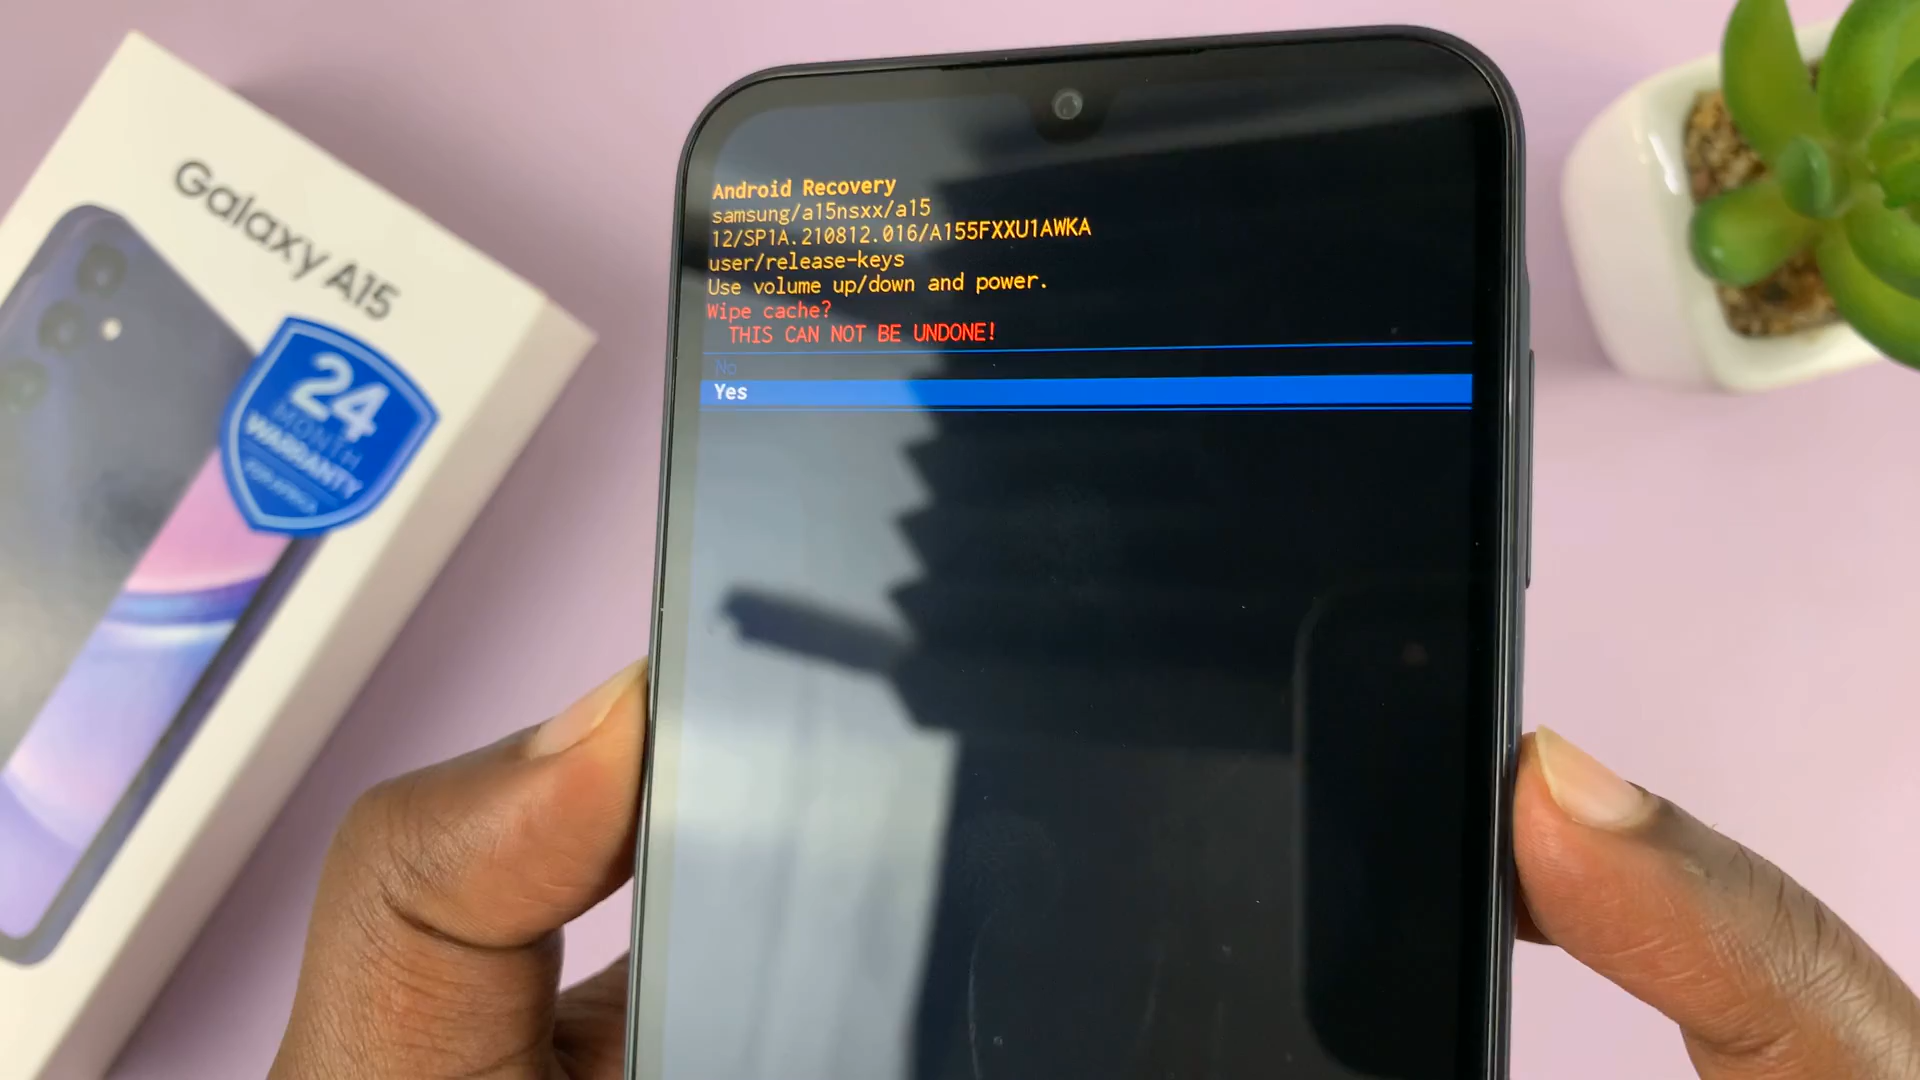 Galaxy A15
24
MONTH
WARRANTY
Android Recovery
samsung/a15nsxx/a15
12/SP1A.210812.016/A155FXXU1AWKA
user/release-keys
Use volume up/down and power.
Wipe cache?
THIS CAN NOT BE UNDONE!
No
Yes